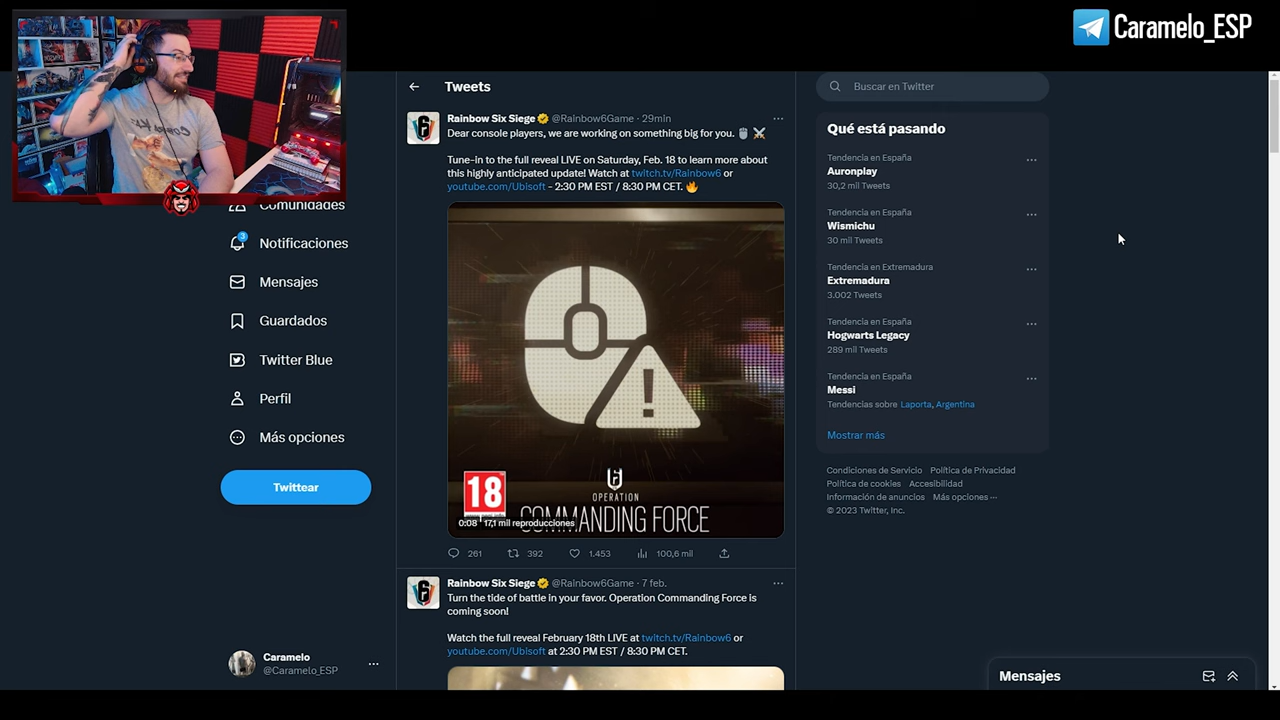 Caramelo_ESP
Tweets
Buscar en Twitter
Rainbow Six Siege @Rainbow6Game · 29min
Dear console players, we are working on something big for you.
Tune-in to the full reveal LIVE on Saturday, Feb. 18 to learn more about
this highly anticipated update! Watch at twitch.tv/Rainbow6 or
youtube.com/Ubisoft - 2:30 PM EST / 8:30 PM CET.
!
18
OPERATION
COMMANDING FORCE
0:08 17,1 mil reproducciones
261 392 1.453 100,6 mil
Rainbow Six Siege @Rainbow6Game · 7 feb.
Turn the tide of battle in your favor. Operation Commanding Force is
coming soon!
Watch the full reveal February 18th LIVE at twitch.tv/Rainbow6 or
youtube.com/Ubisoft at 2:30 PM EST / 8:30 PM CET.
Comunidades
3
Notificaciones
Mensajes
Guardados
Twitter Blue
Perfil
Más opciones
Twittear
Caramelo
@Caramelo_ESP
Qué está pasando
Tendencia en España
Auronplay
30,2 mil Tweets
Tendencia en España
Wismichu
30 mil Tweets
Tendencia en Extremadura
Extremadura
3.002 Tweets
Tendencia en España
Hogwarts Legacy
289 mil Tweets
Tendencia en España
Messi
Tendencias sobre Laporta, Argentina
Mostrar más
Condiciones de Servicio Política de Privacidad
Política de cookies Accesibilidad
Información de anuncios Más opciones ···
© 2023 Twitter, Inc.
Mensajes